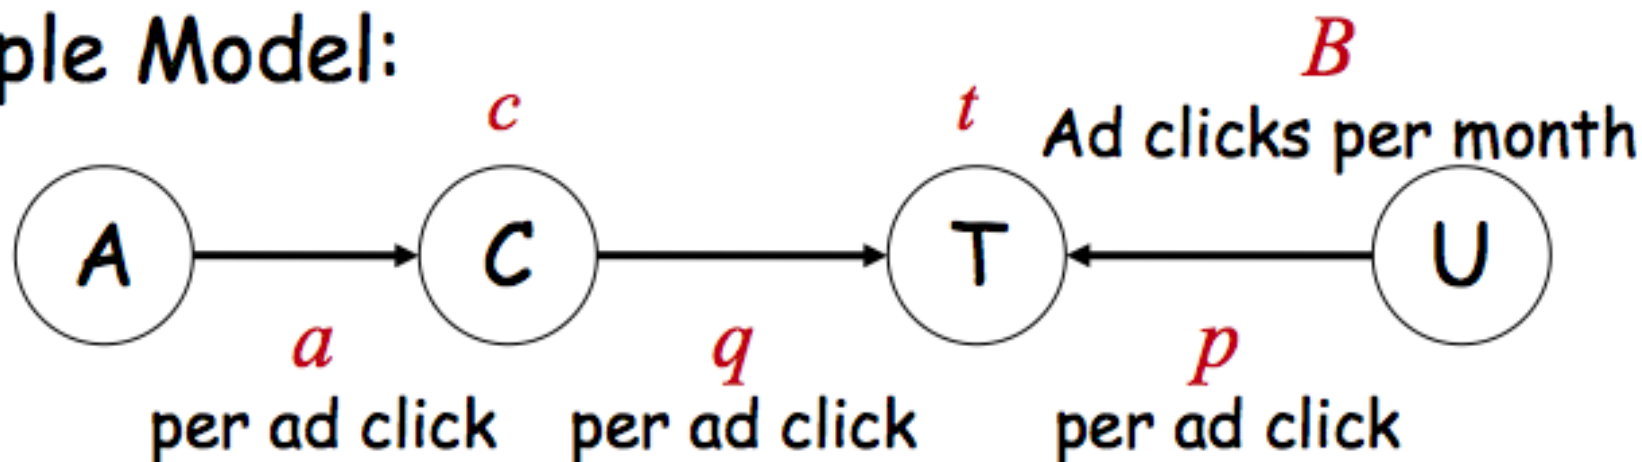 ple Model:
B
c
t
Ad clicks per month
A
C
T
U
a
q
p
per ad click
per ad click
per ad click